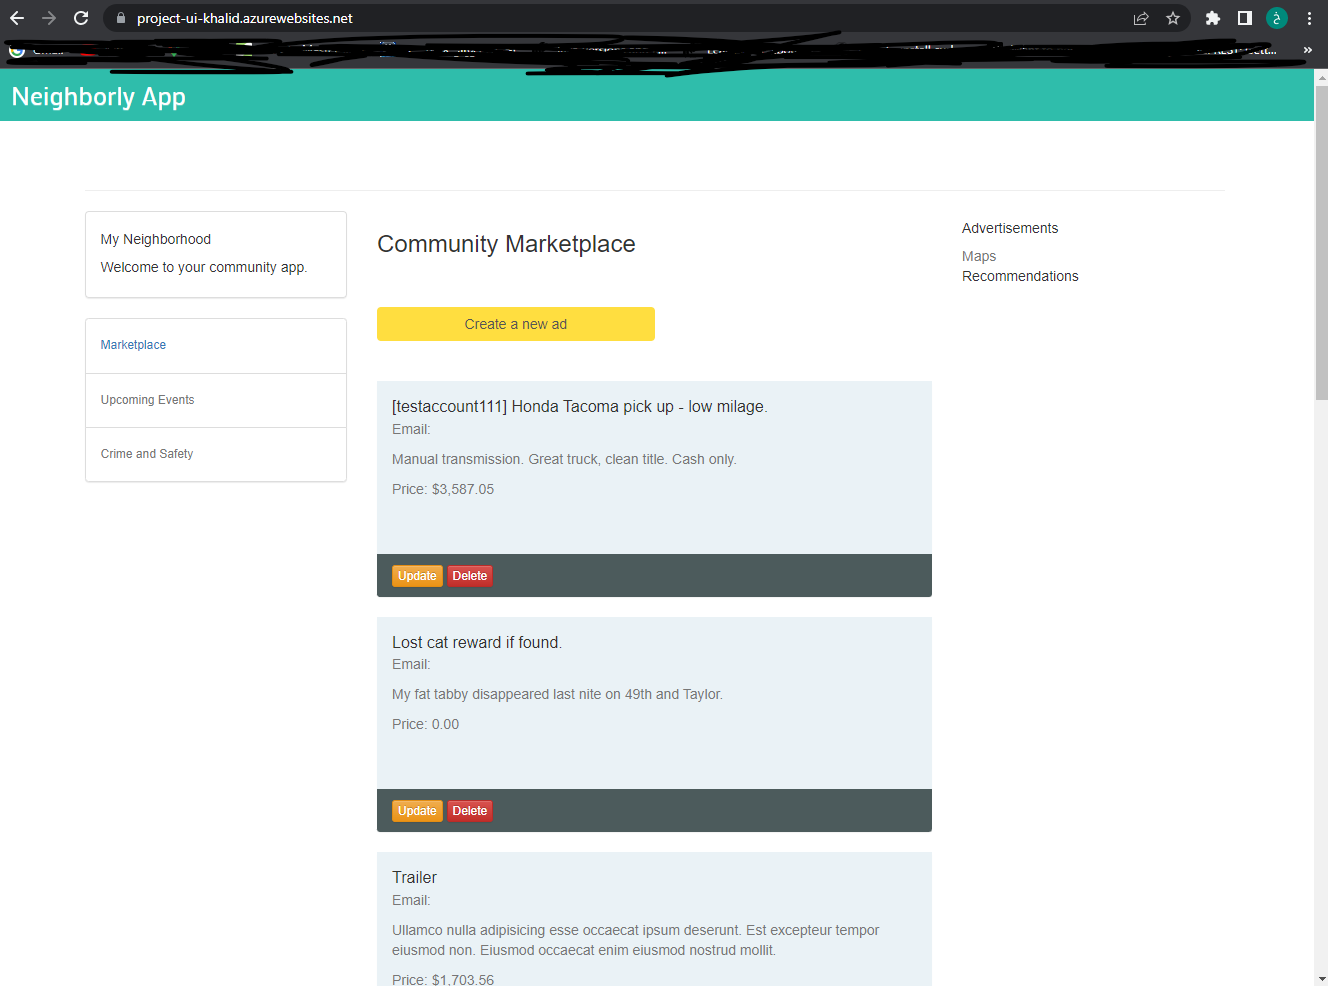 project-ui-khalid.azurewebsites.net
Neighborly App
My Neighborhood
Welcome to your community app.
Marketplace
Upcoming Events
Crime and Safety
Community Marketplace
Create a new ad
[testaccount111] Honda Tacoma pick up - low milage.
Email:
Manual transmission. Great truck, clean title. Cash only.
Price: $3,587.05
Update Delete
Lost cat reward if found.
Email:
My fat tabby disappeared last nite on 49th and Taylor.
Price: 0.00
Update Delete
Trailer
Email:
Ullamco nulla adipisicing esse occaecat ipsum deserunt. Est excepteur tempor
eiusmod non. Eiusmod occaecat enim eiusmod nostrud mollit.
Price: $1,703.56
Advertisements
Maps
Recommendations